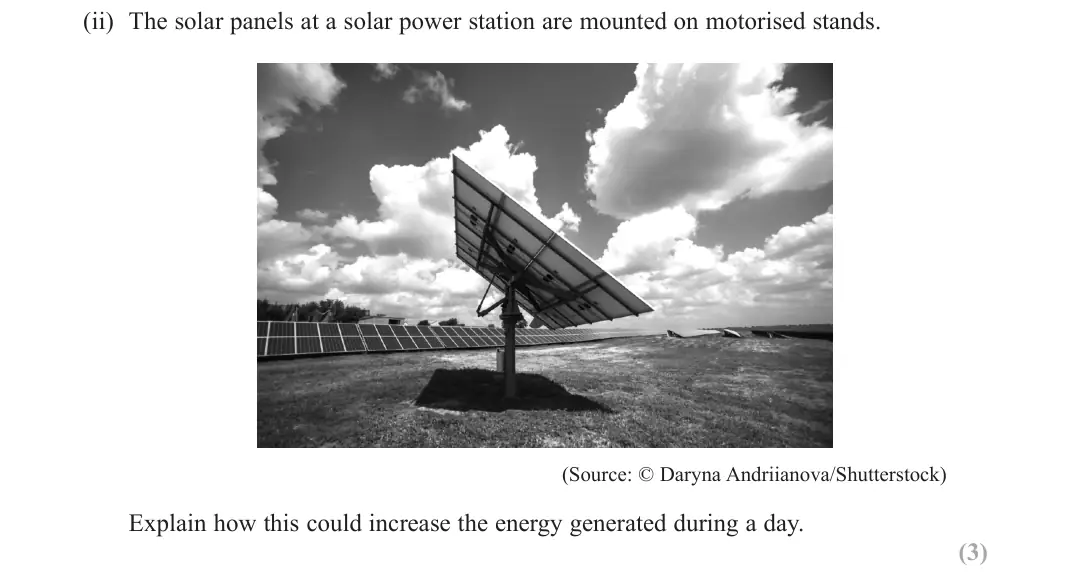 (ii) The solar panels at a solar power station are mounted on motorised stands.
(Source: © Daryna Andriianova/Shutterstock)
Explain how this could increase the energy generated during a day.
(3)